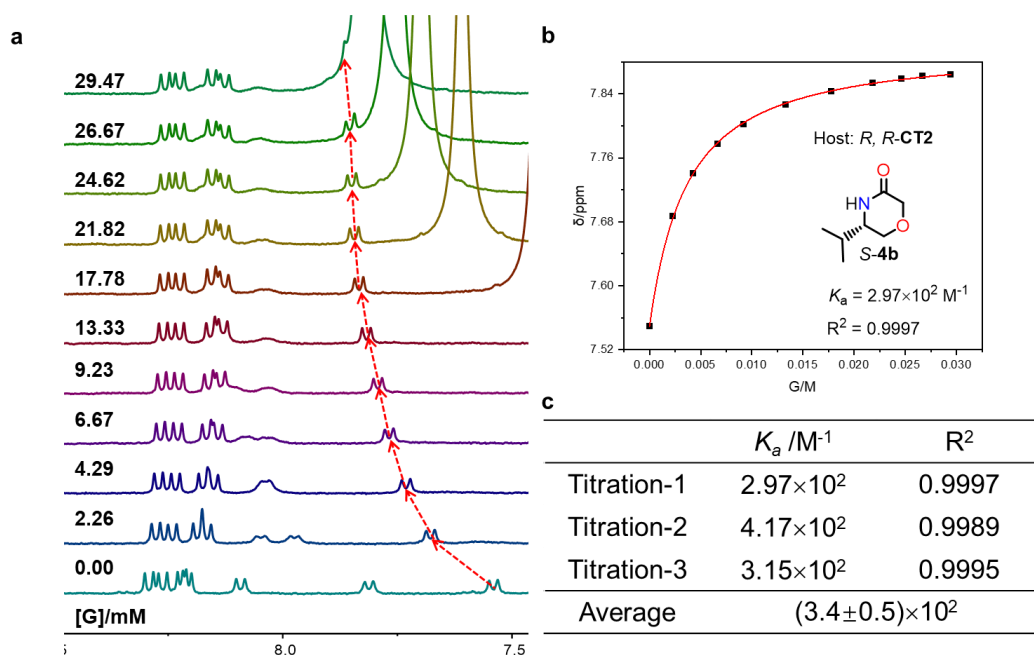 a
29.47
26.67
24.62
21.82
17.78
13.33
9.23
6.67
4.29
2.26
0.00
[G]/mM
5 8.0 7.5
b
δ/ppm
7.84
7.76
7.68
7.60
7.52
0.000 0.005 0.010 0.015 0.020 0.025 0.030
G/M
Host: R, R-CT2
O
HN
O
S-4b
Kₐ = 2.97×10² M⁻¹
R² = 0.9997
c
Kₐ /M⁻¹ R²
Titration-1 2.97×10² 0.9997
Titration-2 4.17×10² 0.9989
Titration-3 3.15×10² 0.9995
Average (3.4±0.5)×10²